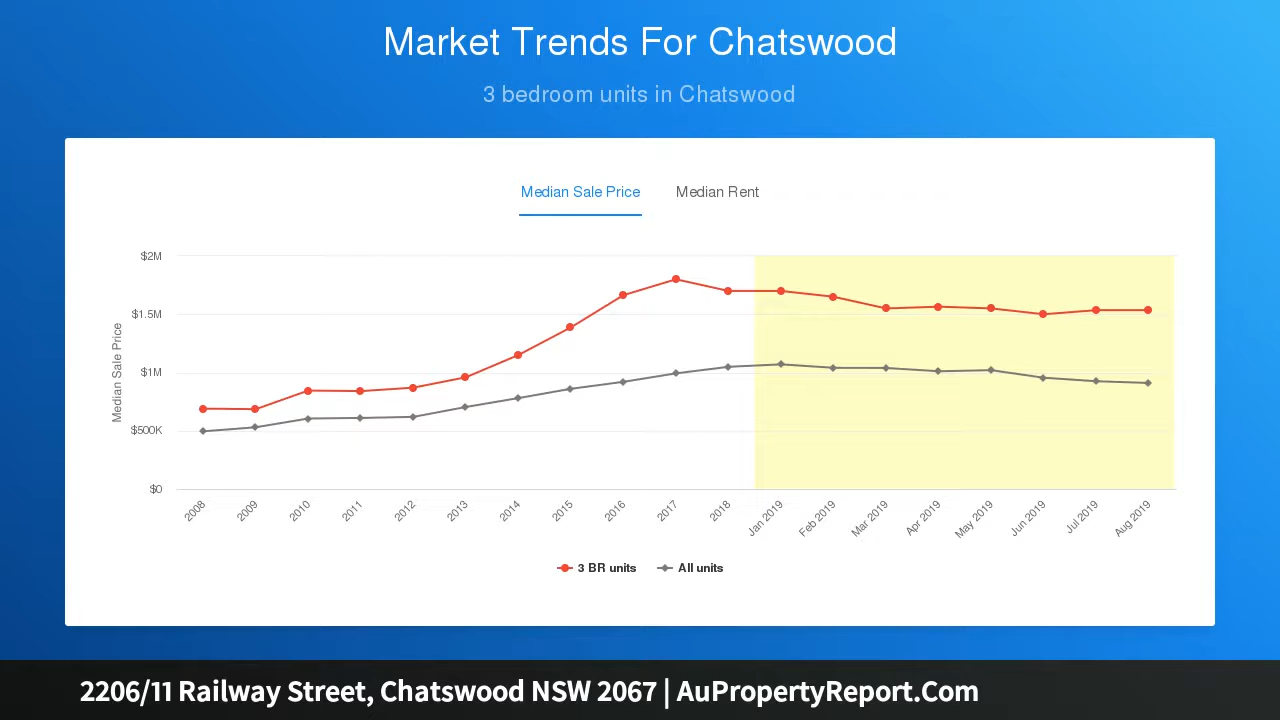 Market Trends For Chatswood
3 bedroom units in Chatswood
Median Sale Price Median Rent
$2M
$1.5M
$1M
$500K
$0
Median Sale Price
2008 2009 2010 2011 2012 2013 2014 2015 2016 2017 2018 Jan 2019 Feb 2019 Mar 2019 Apr 2019 May 2019 Jun 2019 Jul 2019 Aug 2019
3 BR units All units
2206/11 Railway Street, Chatswood NSW 2067 | AuPropertyReport.Com